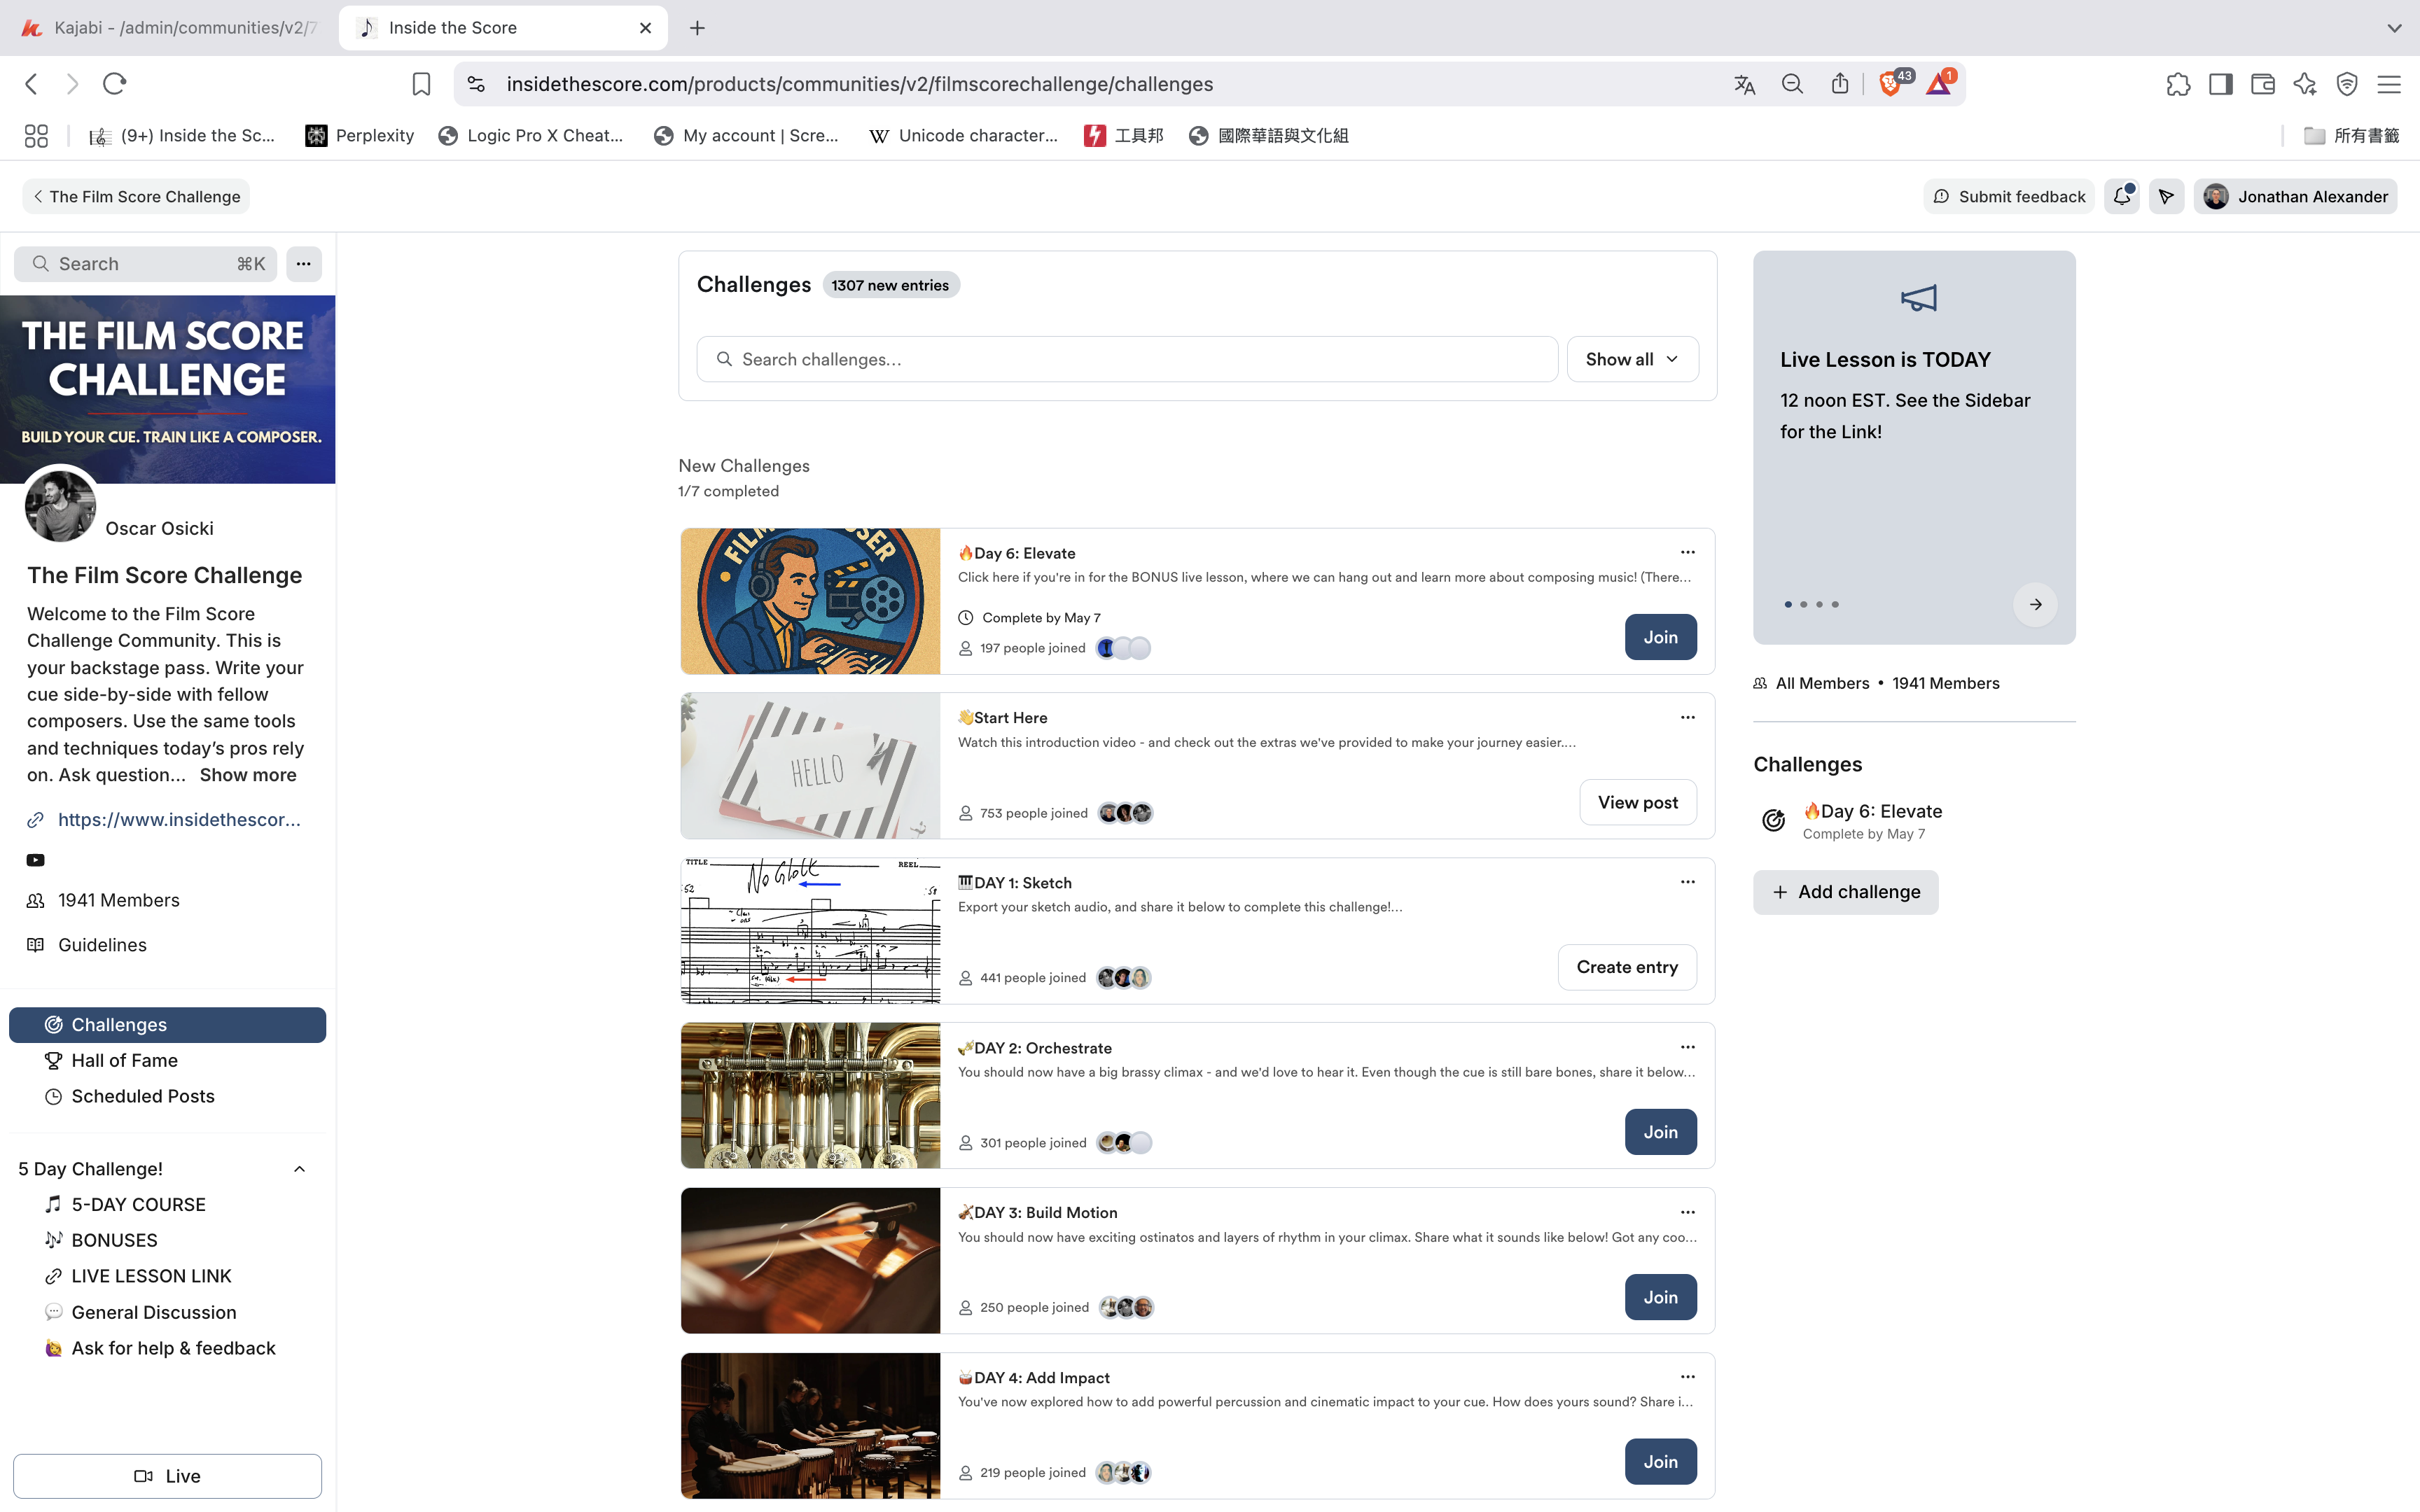 Kajabi - /admin/communities/v2/7
Inside the Score
insidethescore.com/products/communities/v2/filmscorechallenge/challenges
43
1
(9+) Inside the Sc...
Perplexity
Logic Pro X Cheat...
My account | Scre...
Unicode character...
工具邦
國際華語與文化組
所有書籤
The Film Score Challenge
Submit feedback
Jonathan Alexander
Search
⌘K
THE FILM SCORE
CHALLENGE
BUILD YOUR CUE. TRAIN LIKE A COMPOSER.
Oscar Osicki
The Film Score Challenge
Welcome to the Film Score
Challenge Community. This is
your backstage pass. Write your
cue side-by-side with fellow
composers. Use the same tools
and techniques today's pros rely
on. Ask question... Show more
https://www.insidethescor...
1941 Members
Guidelines
Challenges
Hall of Fame
Scheduled Posts
5 Day Challenge!
5-DAY COURSE
BONUSES
LIVE LESSON LINK
General Discussion
Ask for help & feedback
Live
Challenges
1307 new entries
Search challenges...
Show all
New Challenges
1/7 completed
🔥Day 6: Elevate
Click here if you're in for the BONUS live lesson, where we can hang out and learn more about composing music! (There...
Complete by May 7
197 people joined
Join
HELLO
👋Start Here
Watch this introduction video - and check out the extras we've provided to make your journey easier....
753 people joined
View post
TITLE
No Glock
REEL
:52
🎹DAY 1: Sketch
Export your sketch audio, and share it below to complete this challenge!...
441 people joined
Create entry
🎺DAY 2: Orchestrate
You should now have a big brassy climax - and we'd love to hear it. Even though the cue is still bare bones, share it below...
301 people joined
Join
🎻DAY 3: Build Motion
You should now have exciting ostinatos and layers of rhythm in your climax. Share what it sounds like below! Got any coo...
250 people joined
Join
🥁DAY 4: Add Impact
You've now explored how to add powerful percussion and cinematic impact to your cue. How does yours sound? Share i...
219 people joined
Join
Live Lesson is TODAY
12 noon EST. See the Sidebar
for the Link!
All Members • 1941 Members
Challenges
🔥Day 6: Elevate
Complete by May 7
+ Add challenge